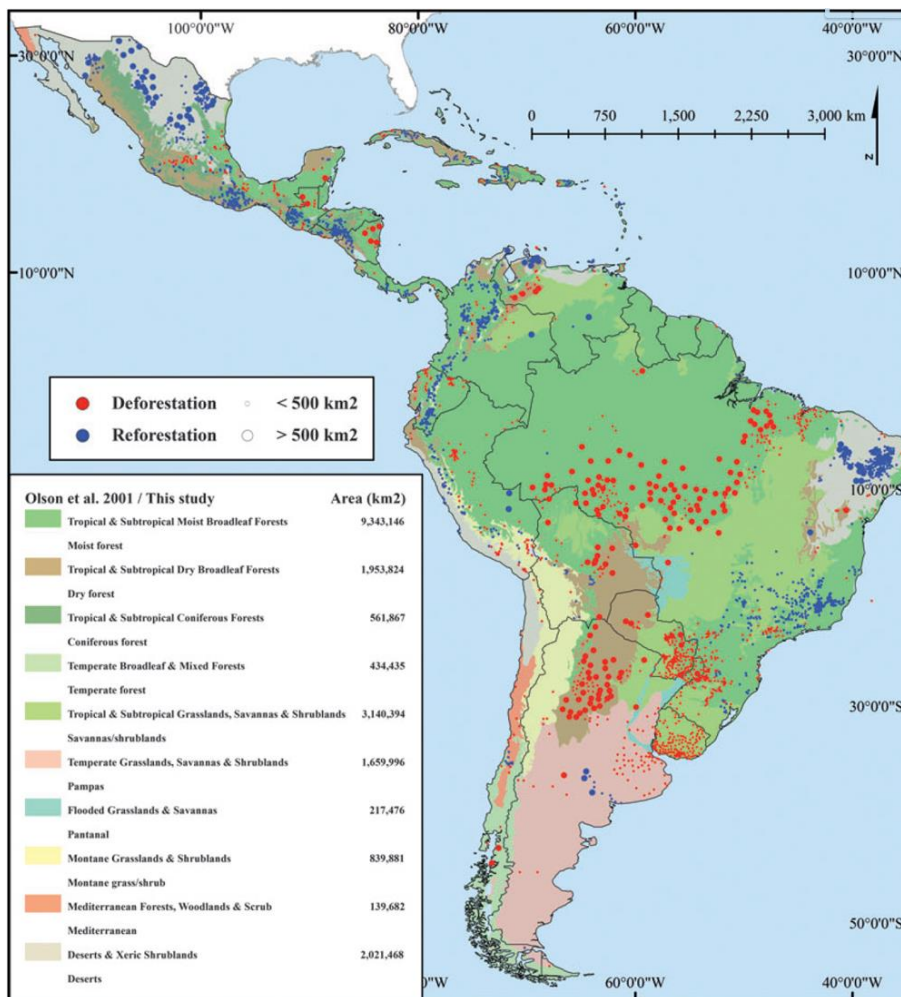 100°0'0"W 80°0'0"W 60°0'0"W 40°0'0"W
30°0'0"N 30°0'0"N
0 750 1,500 2,250 3,000 km
N
10°0'0"N 10°0'0"N
Deforestation < 500 km2
Reforestation > 500 km2
Olson et al. 2001 / This study Area (km2)
Tropical & Subtropical Moist Broadleaf Forests 9,343,146
Moist forest
Tropical & Subtropical Dry Broadleaf Forests 1,953,824
Dry forest
Tropical & Subtropical Coniferous Forests 561,867
Coniferous forest
Temperate Broadleaf & Mixed Forests 434,435
Temperate forest
Tropical & Subtropical Grasslands, Savannas & Shrublands 3,140,394
Savannas/shrublands
Temperate Grasslands, Savannas & Shrublands 1,659,996
Pampas
Flooded Grasslands & Savannas 217,476
Pantanal
Montane Grasslands & Shrublands 839,881
Montane grass/shrub
Mediterranean Forests, Woodlands & Scrub 139,682
Mediterranean
Deserts & Xeric Shrublands 2,021,468
Deserts
10°0'0"S
30°0'0"S
50°0'0"S
0°0'0"W 60°0'0"W 40°0'0"W